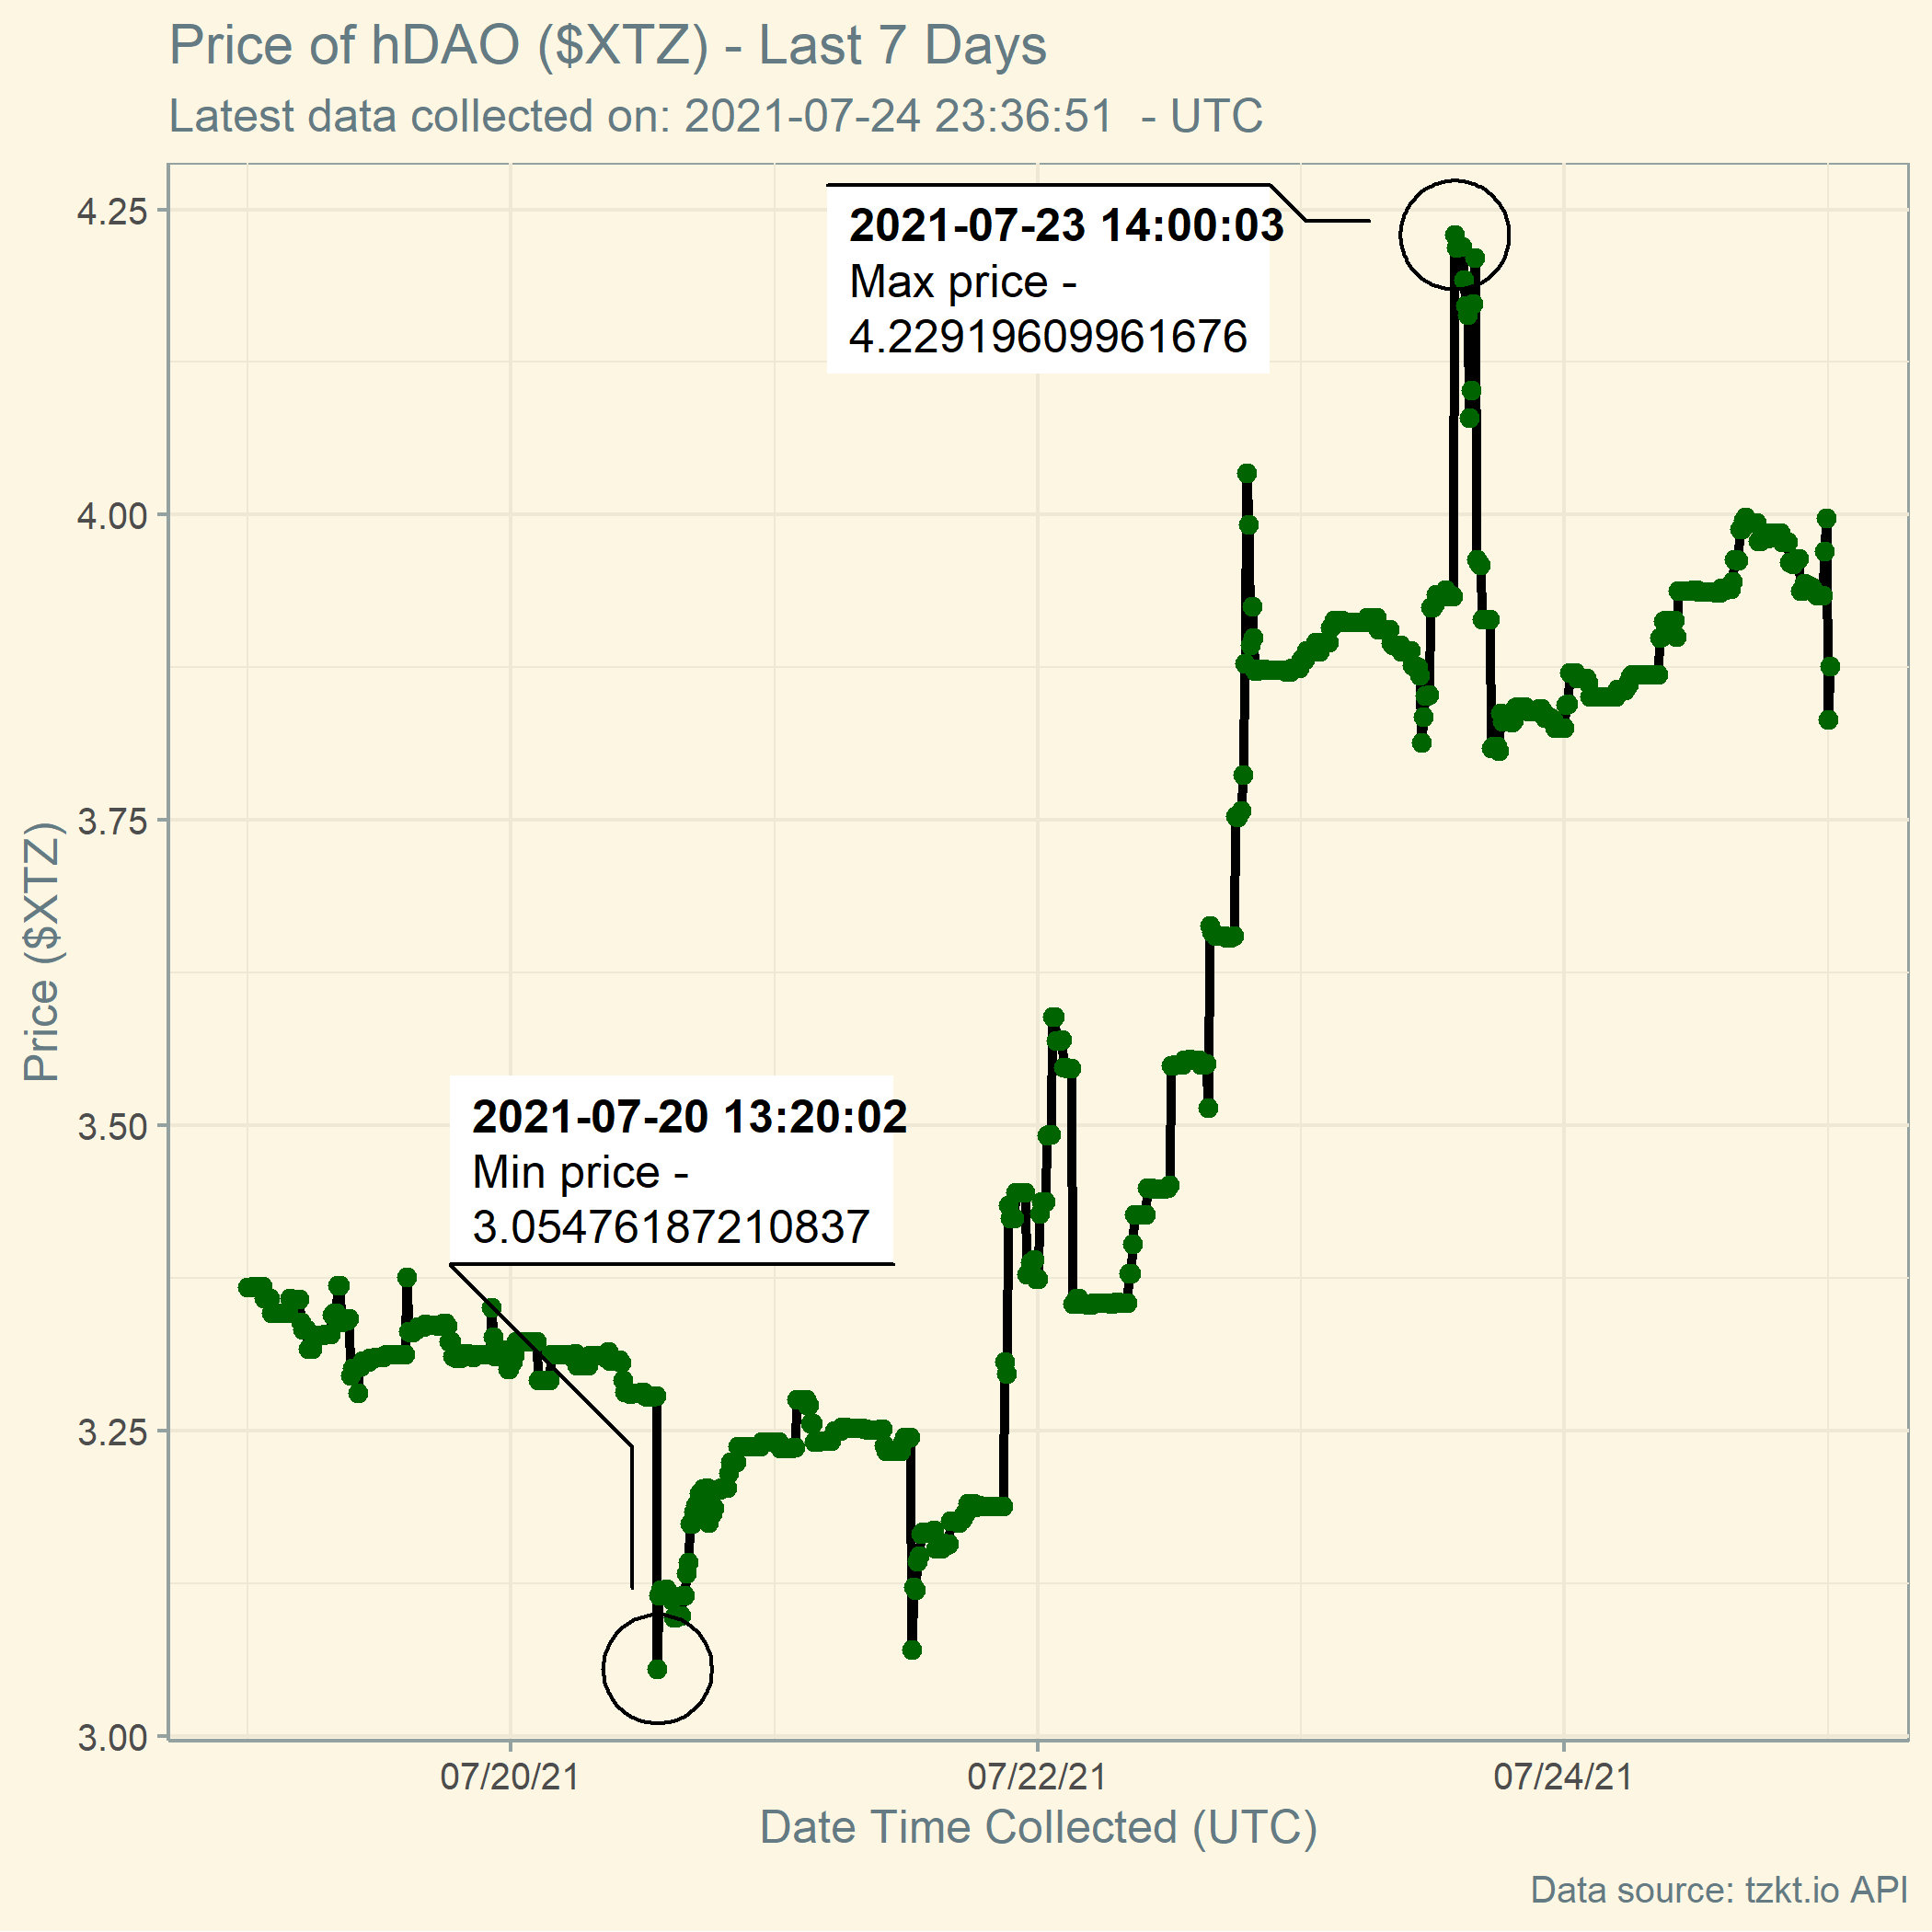 Price of hDAO ($XTZ) - Last 7 Days
Latest data collected on: 2021-07-24 23:36:51  - UTC
4.25
4.00
3.75
3.50
3.25
3.00
Price ($XTZ)
2021-07-23 14:00:03
Max price -
4.22919609961676
2021-07-20 13:20:02
Min price -
3.05476187210837
07/20/21
07/22/21
07/24/21
Date Time Collected (UTC)
Data source: tzkt.io API